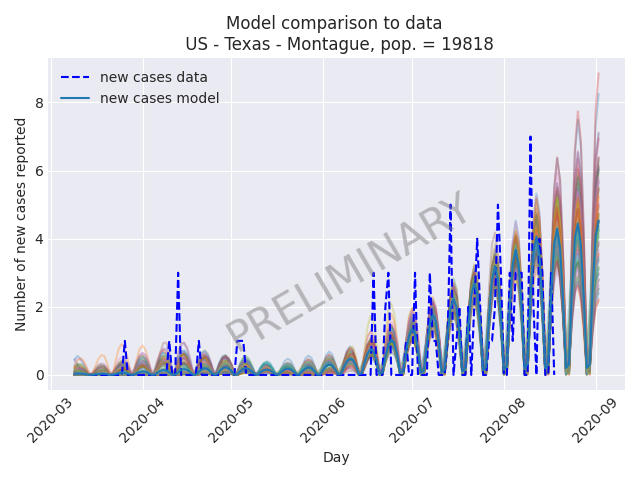 Model comparison to data
US - Texas - Montague, pop. = 19818
new cases data
new cases model
Number of new cases reported
8
6
4
2
0
PRELIMINARY
2020-03
2020-04
2020-05
2020-06
2020-07
2020-08
2020-09
Day